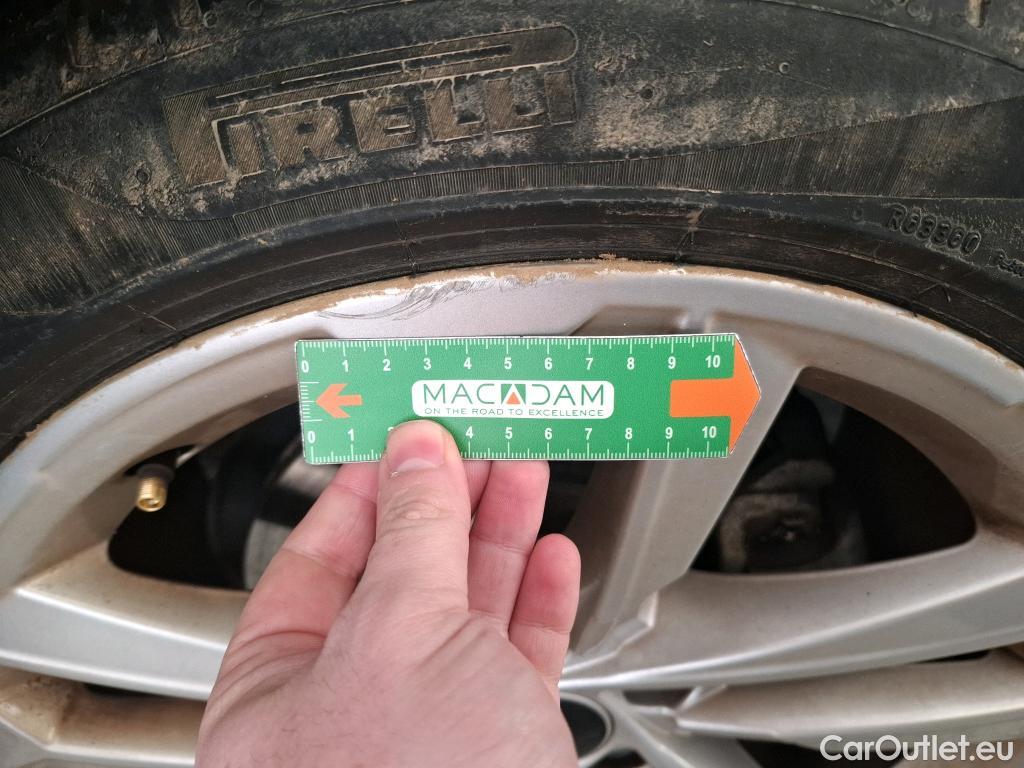 PIRELLI
R63360
0 1 2 3 4 5 6 7 8 9 10
MACADAM
ON THE ROAD TO EXCELLENCE
0 1 4 5 6 7 8 9 10
CarOutlet.eu